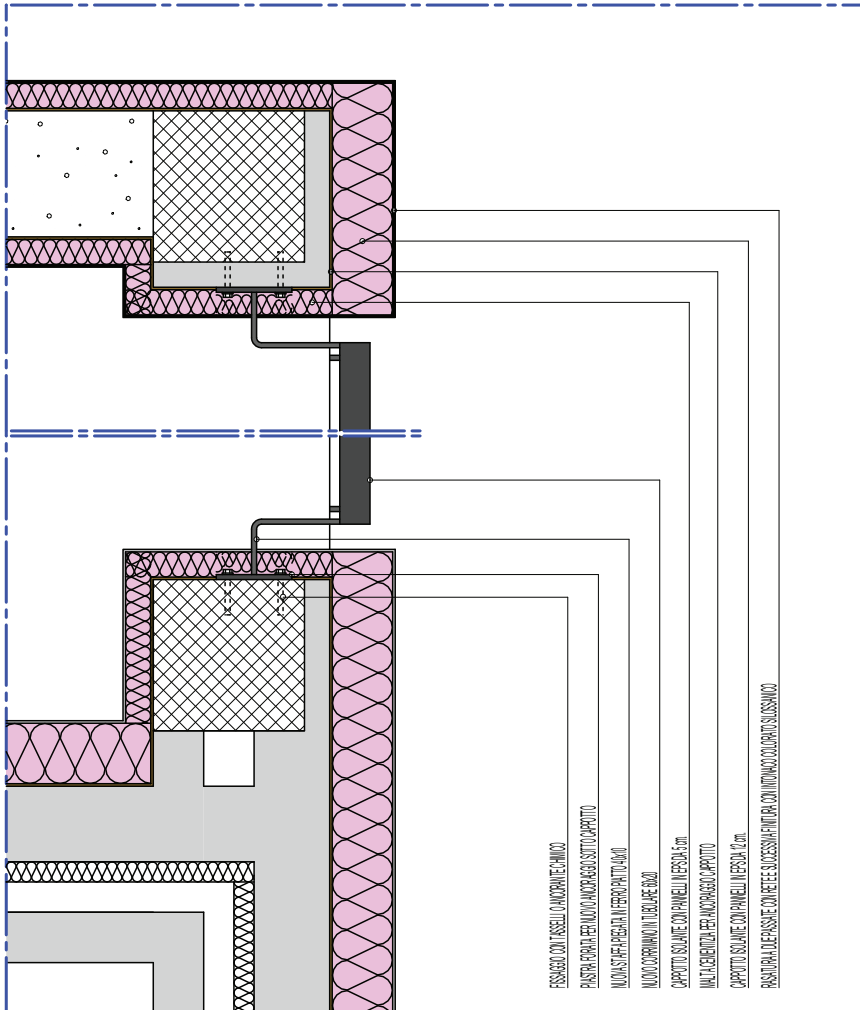 FISSAGGIO CON TASSELLI O ANCORANTE CHIMICO
PIASTRA FORATA PER NUOVO ANCORAGGIO SOTTO CAPPOTTO
NUOVA STAFFA PIEGATA IN FERRO PIATTO 40x10
NUOVO CORRIMANO IN TUBOLARE 60x20
CAPPOTTO ISOLANTE CON PANNELLI IN EPS DA 5 cm.
MALTA CEMENTIZIA PER ANCORAGGIO CAPPOTTO
CAPPOTTO ISOLANTE CON PANNELLI IN EPS DA 12 cm.
RASATURA A DUE PASSATE CON RETE E SUCCESSIVA FINITURA CON INTONACO COLORATO SILOSSANICO